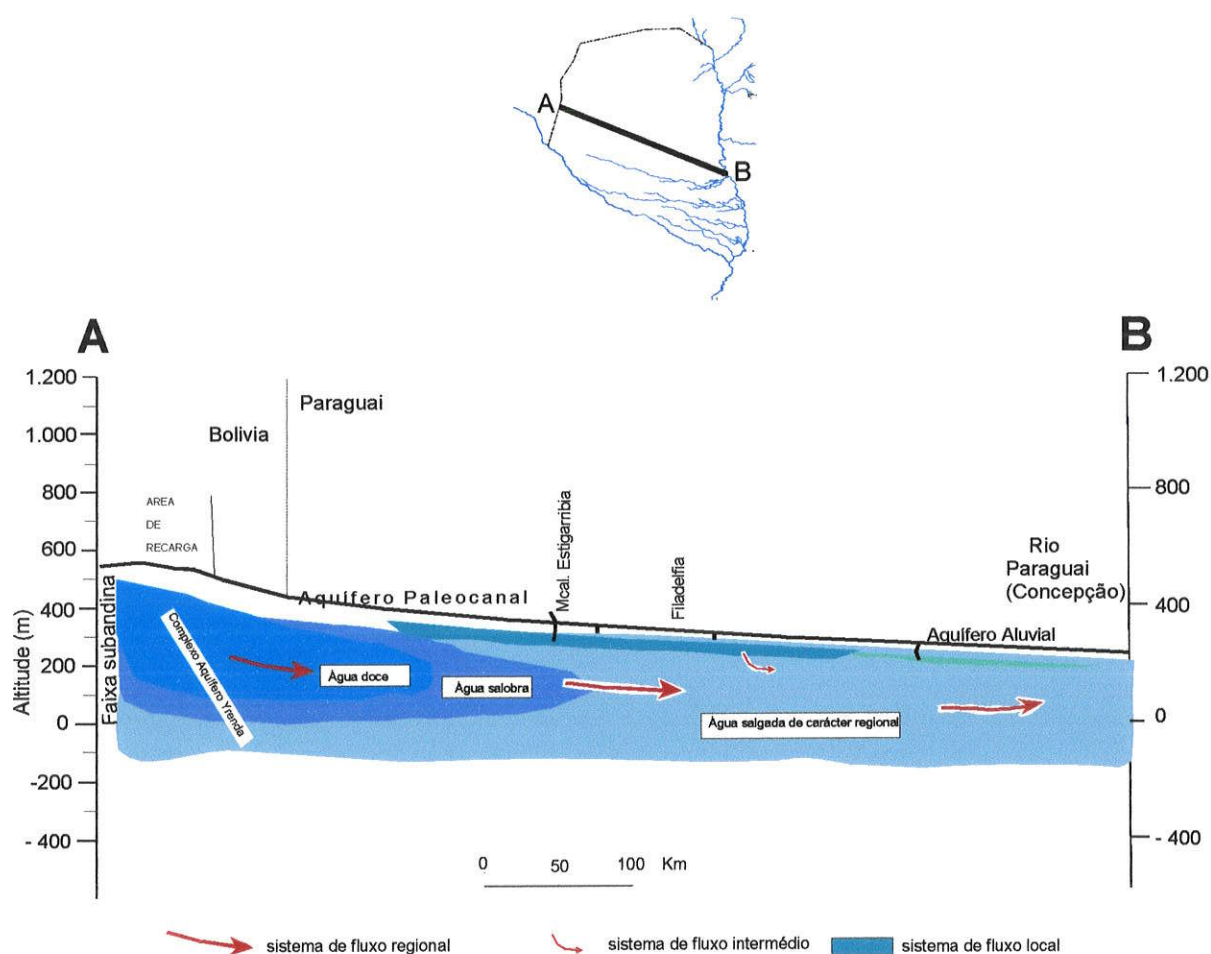 A
B
A
B
1.200
1.000
800
600
400
200
0
-200
- 400
Altitude (m)
Faixa subandina
AREA
DE
RECARGA
Bolivia
Paraguai
Complexo Aquífero Yrenda
Aquífero Paleocanal
Água doce
Água salobra
Mcal. Estigarribia
Filadelfia
Água salgada de carácter regional
Aquífero Aluvial
Rio
Paraguai
(Concepção)
1.200
800
400
0
- 400
0 50 100 Km
sistema de fluxo regional
sistema de fluxo intermédio
sistema de fluxo local